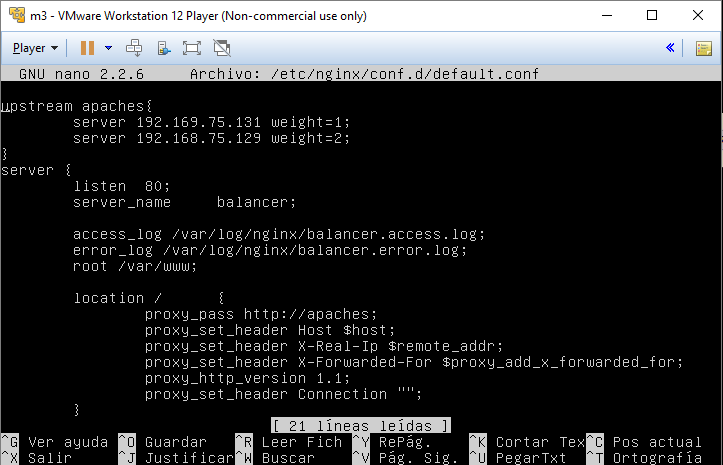 m3 - VMware Workstation 12 Player (Non-commercial use only)
Player
GNU nano 2.2.6 Archivo: /etc/nginx/conf.d/default.conf
upstream apaches{
server 192.169.75.131 weight=1;
server 192.168.75.129 weight=2;
}
server {
listen 80;
server_name balancer;
access_log /var/log/nginx/balancer.access.log;
error_log /var/log/nginx/balancer.error.log;
root /var/www;
location / {
proxy_pass http://apaches;
proxy_set_header Host $host;
proxy_set_header X-Real-Ip $remote_addr;
proxy_set_header X-Forwarded-For $proxy_add_x_forwarded_for;
proxy_http_version 1.1;
proxy_set_header Connection "";
}
[ 21 líneas leídas ]
^G Ver ayuda ^O Guardar ^R Leer Fich ^Y RePág. ^K Cortar Tex ^C Pos actual
^X Salir ^J Justificar ^W Buscar ^V Pág. Sig. ^U PegarTxt ^T Ortografía